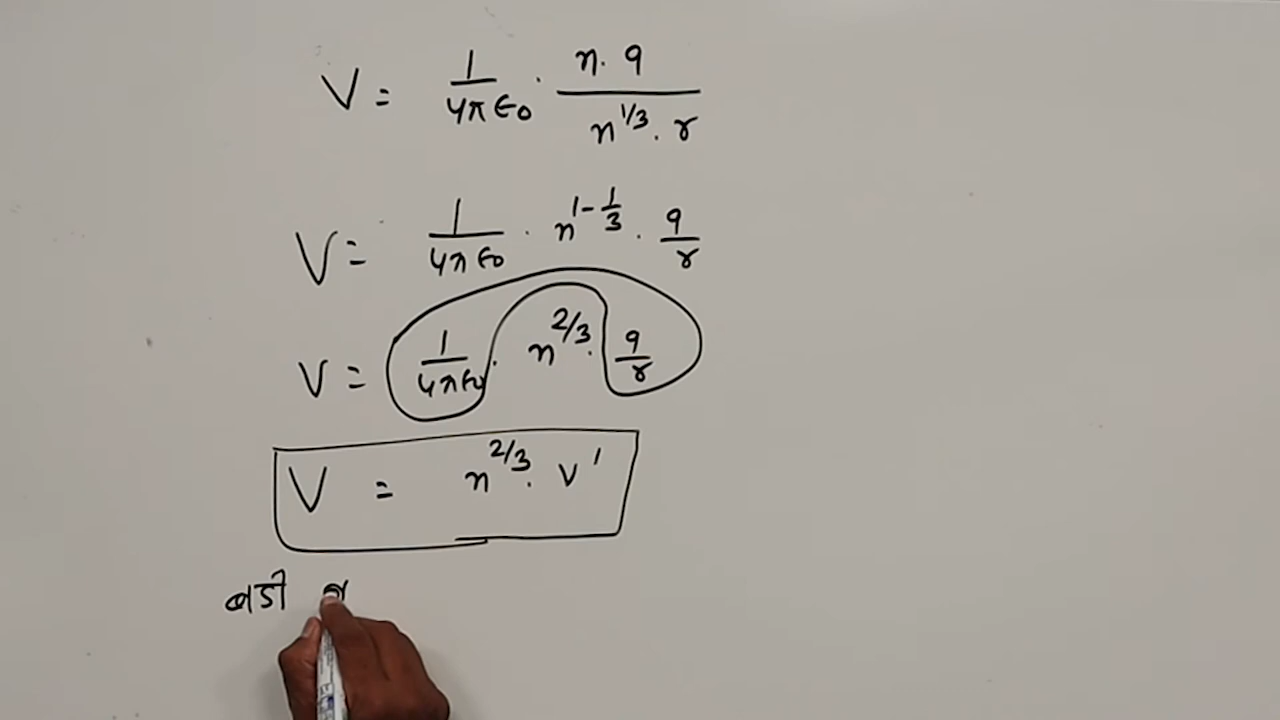 V = 1/4πϵ₀ · n·q / n^{1/3}·r
V = 1/4πϵ₀ · n^{1-1/3} · q/r
V = 1/4πϵ₀ · n^{2/3} · q/r
V = n^{2/3} · v'
बडी